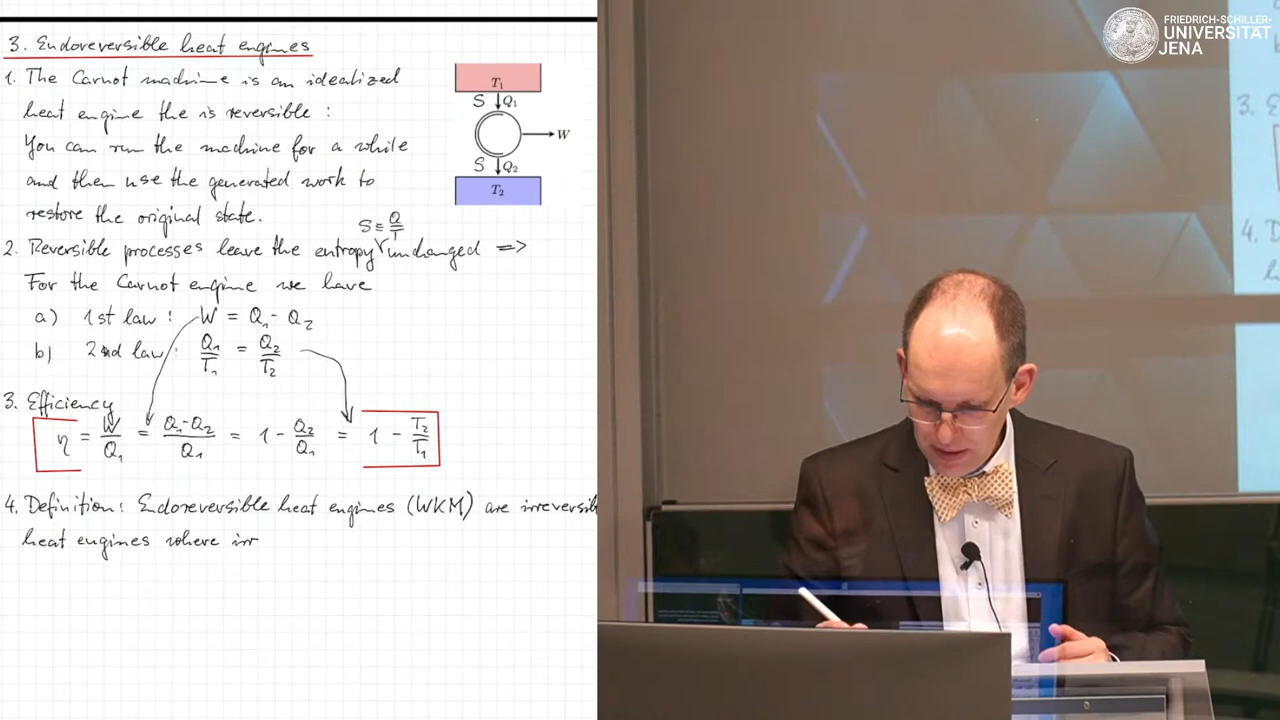 3. Endoreversible heat engines
1. The Carnot machine is an idealized
heat engine the is reversible :
You can run the machine for a while
and then use the generated work to
restore the original state.
S ≡ Q/T
2. Reversible processes leave the entropy unchanged =>
For the Carnot engine we have
a) 1st law : W = Q₁ - Q₂
b) 2nd law : Q₁/T₁ = Q₂/T₂
3. Efficiency
η = W/Q₁ = (Q₁-Q₂)/Q₁ = 1 - Q₂/Q₁ = 1 - T₂/T₁
4. Definition: Endoreversible heat engines (WKM) are irreversib
heat engines where irr
T₁
S Q₁
W
S Q₂
T₂
FRIEDRICH-SCHILLER-
UNIVERSITÄT
JENA
3. E
4. D